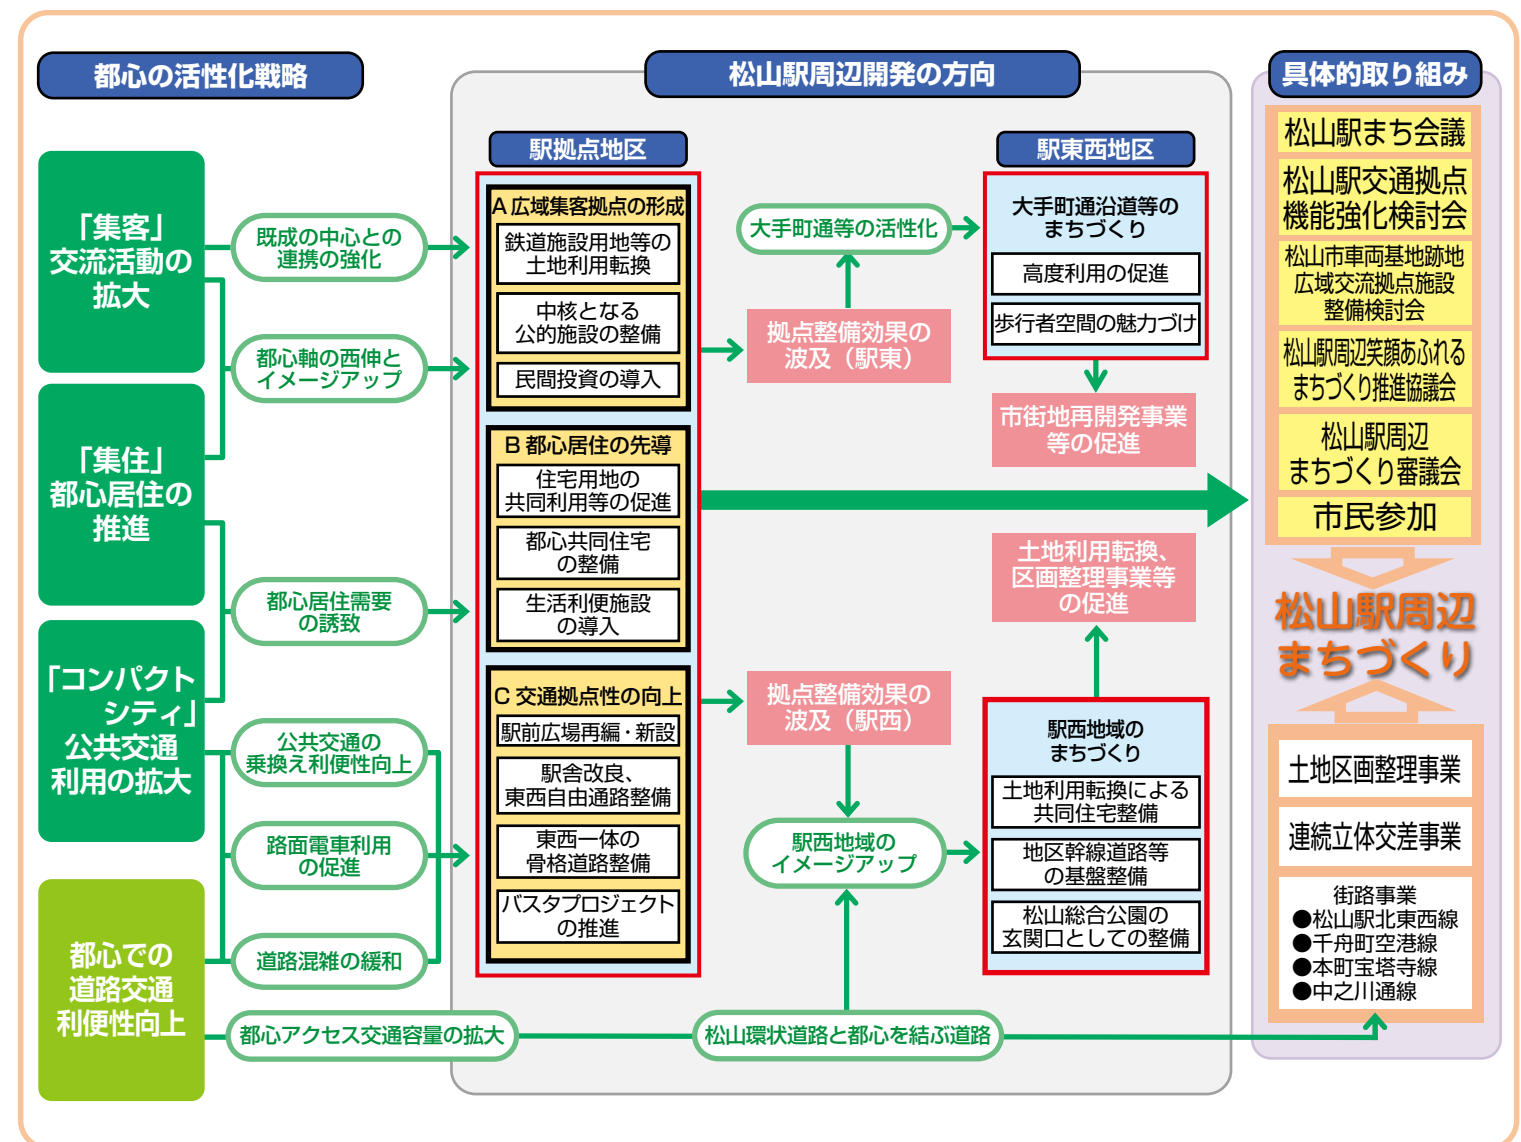 都心の活性化戦略
「集客」
交流活動の
拡大
「集住」
都心居住の
推進
「コンパクト
シティ」
公共交通
利用の拡大
都心での
道路交通
利便性向上
既成の中心との
連携の強化
都心軸の西伸と
イメージアップ
都心居住需要
の誘致
公共交通の
乗換え利便性向上
路面電車利用
の促進
道路混雑の緩和
都心アクセス交通容量の拡大
松山駅周辺開発の方向
駅拠点地区
A 広域集客拠点の形成
鉄道施設用地等の
土地利用転換
中核となる
公的施設の整備
民間投資の導入
B 都心居住の先導
住宅用地の
共同利用等の促進
都心共同住宅
の整備
生活利便施設
の導入
C 交通拠点性の向上
駅前広場再編・新設
駅舎改良、
東西自由通路整備
東西一体の
骨格道路整備
バスタプロジェクト
の推進
大手町通等の活性化
拠点整備効果の
波及（駅東）
拠点整備効果の
波及（駅西）
駅西地域の
イメージアップ
松山環状道路と都心を結ぶ道路
駅東西地区
大手町通沿道等の
まちづくり
高度利用の促進
歩行者空間の魅力づけ
市街地再開発事業
等の促進
土地利用転換、
区画整理事業等
の促進
駅西地域の
まちづくり
土地利用転換による
共同住宅整備
地区幹線道路等
の基盤整備
松山総合公園の
玄関口としての整備
具体的取り組み
松山駅まち会議
松山駅交通拠点
機能強化検討会
松山市車両基地跡地
広域交流拠点施設
整備検討会
松山駅周辺笑顔あふれる
まちづくり推進協議会
松山駅周辺
まちづくり審議会
市民参加
松山駅周辺
まちづくり
土地区画整理事業
連続立体交差事業
街路事業
●松山駅北東西線
●千舟町空港線
●本町宝塔寺線
●中之川通線